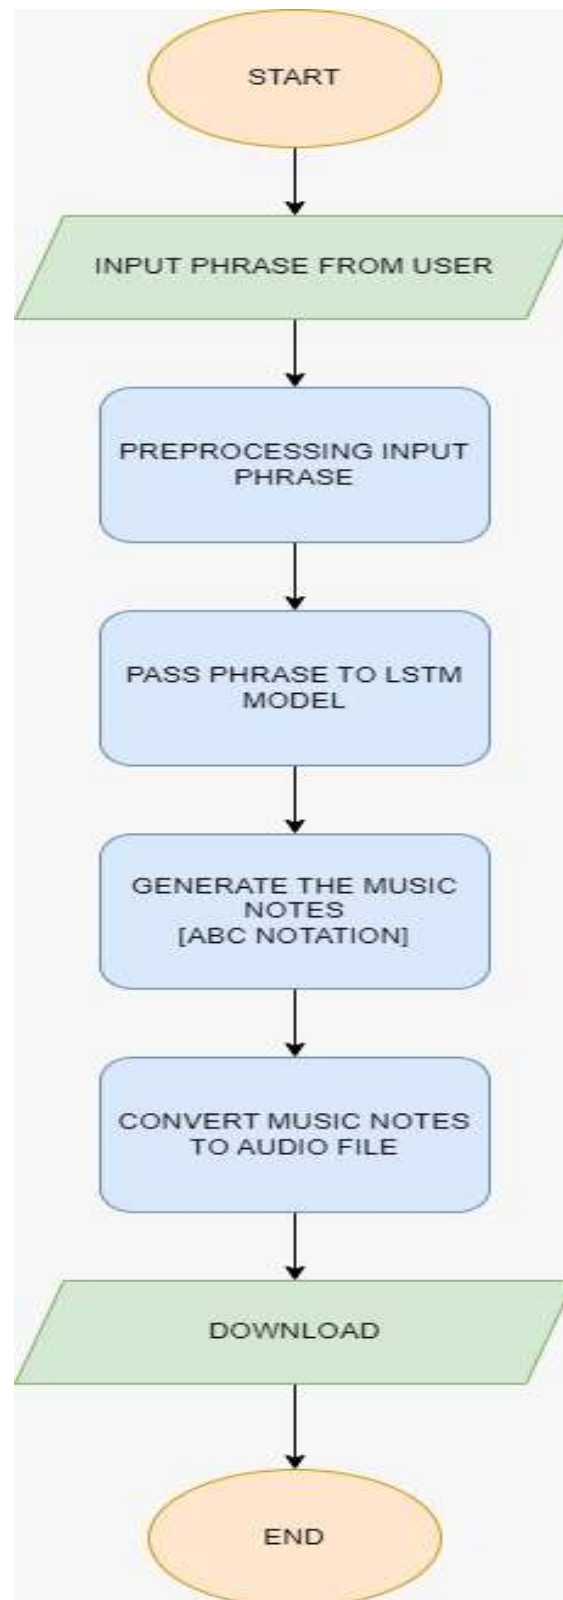 START
INPUT PHRASE FROM USER
PREPROCESSING INPUT
PHRASE
PASS PHRASE TO LSTM
MODEL
GENERATE THE MUSIC
NOTES
[ABC NOTATION]
CONVERT MUSIC NOTES
TO AUDIO FILE
DOWNLOAD
END